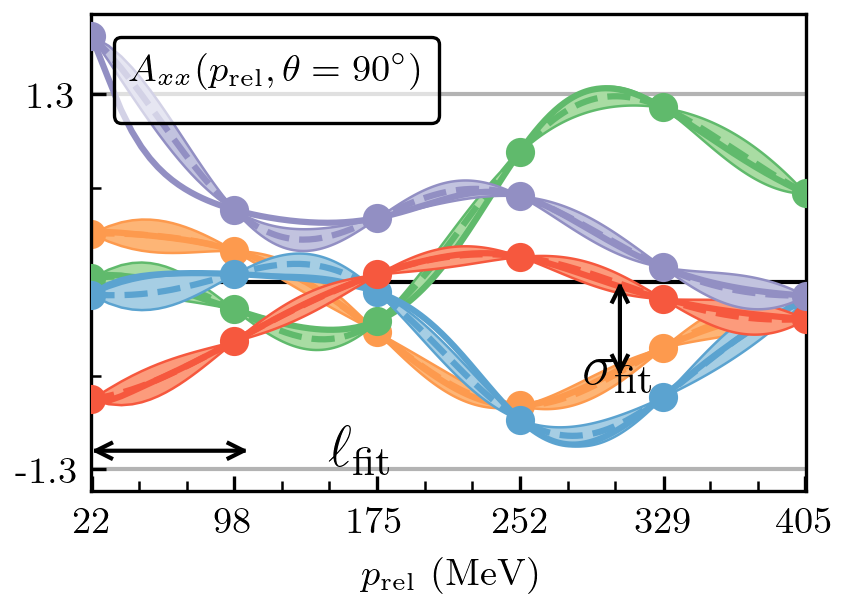 A_{xx}(p_{rel}, θ = 90°)
1.3
σ_{fit}
ℓ_{fit}
-1.3
22 98 175 252 329 405
p_{rel} (MeV)